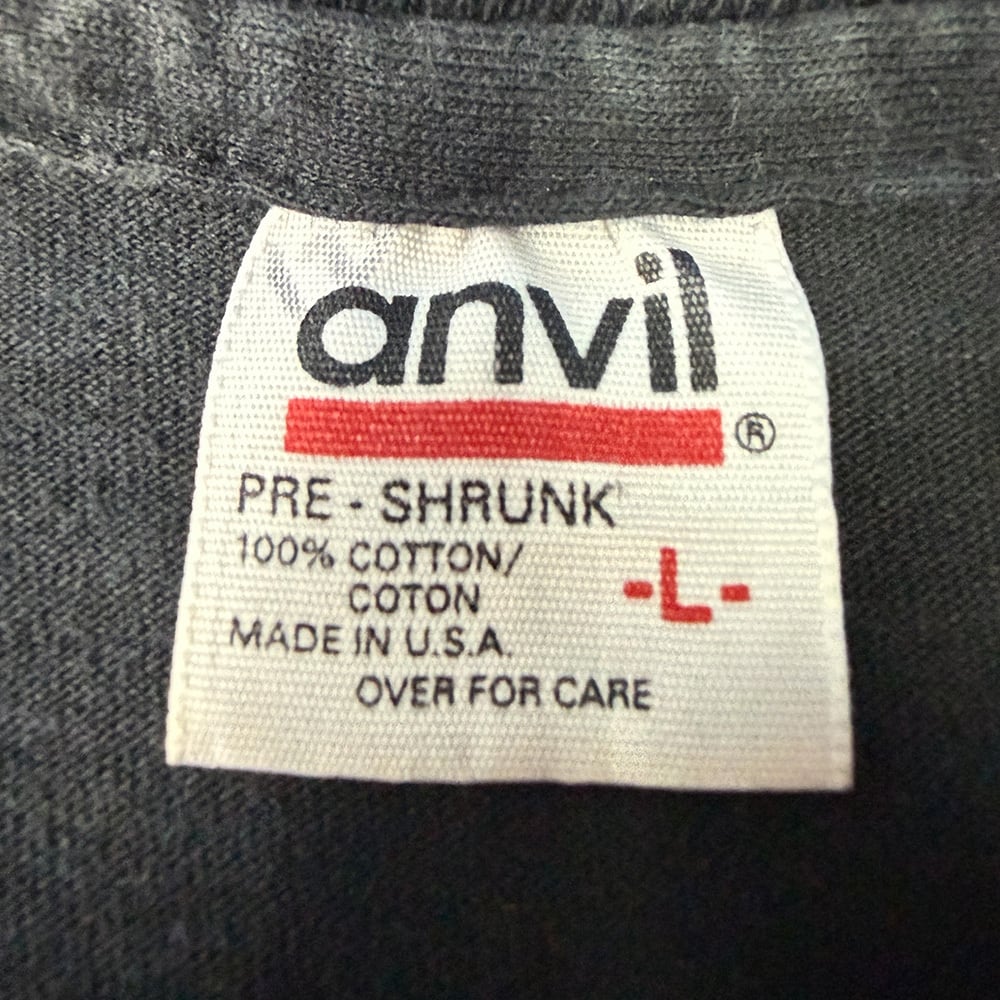 anvil
®
PRE - SHRUNK
100% COTTON/
COTON
-L-
MADE IN U.S.A.
OVER FOR CARE